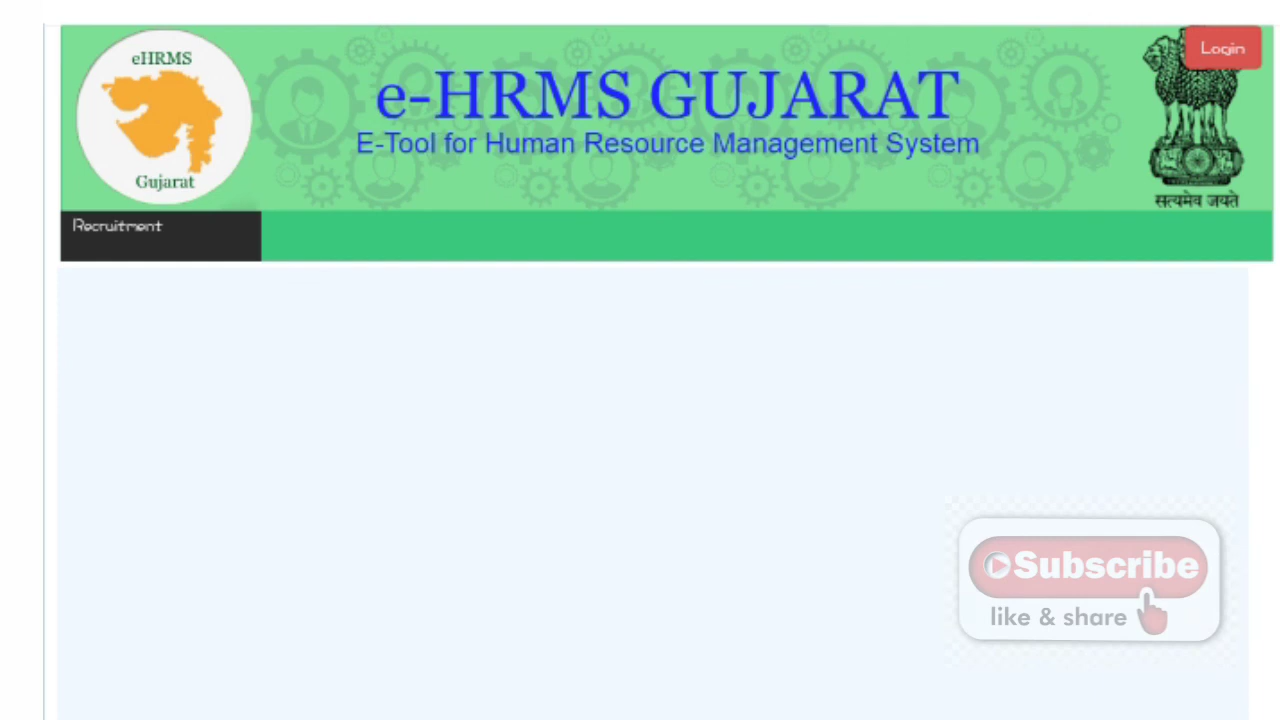 eHRMS
Gujarat
e-HRMS GUJARAT
E-Tool for Human Resource Management System
Login
सत्यमेव जयते
Recruitment
Subscribe
like & share